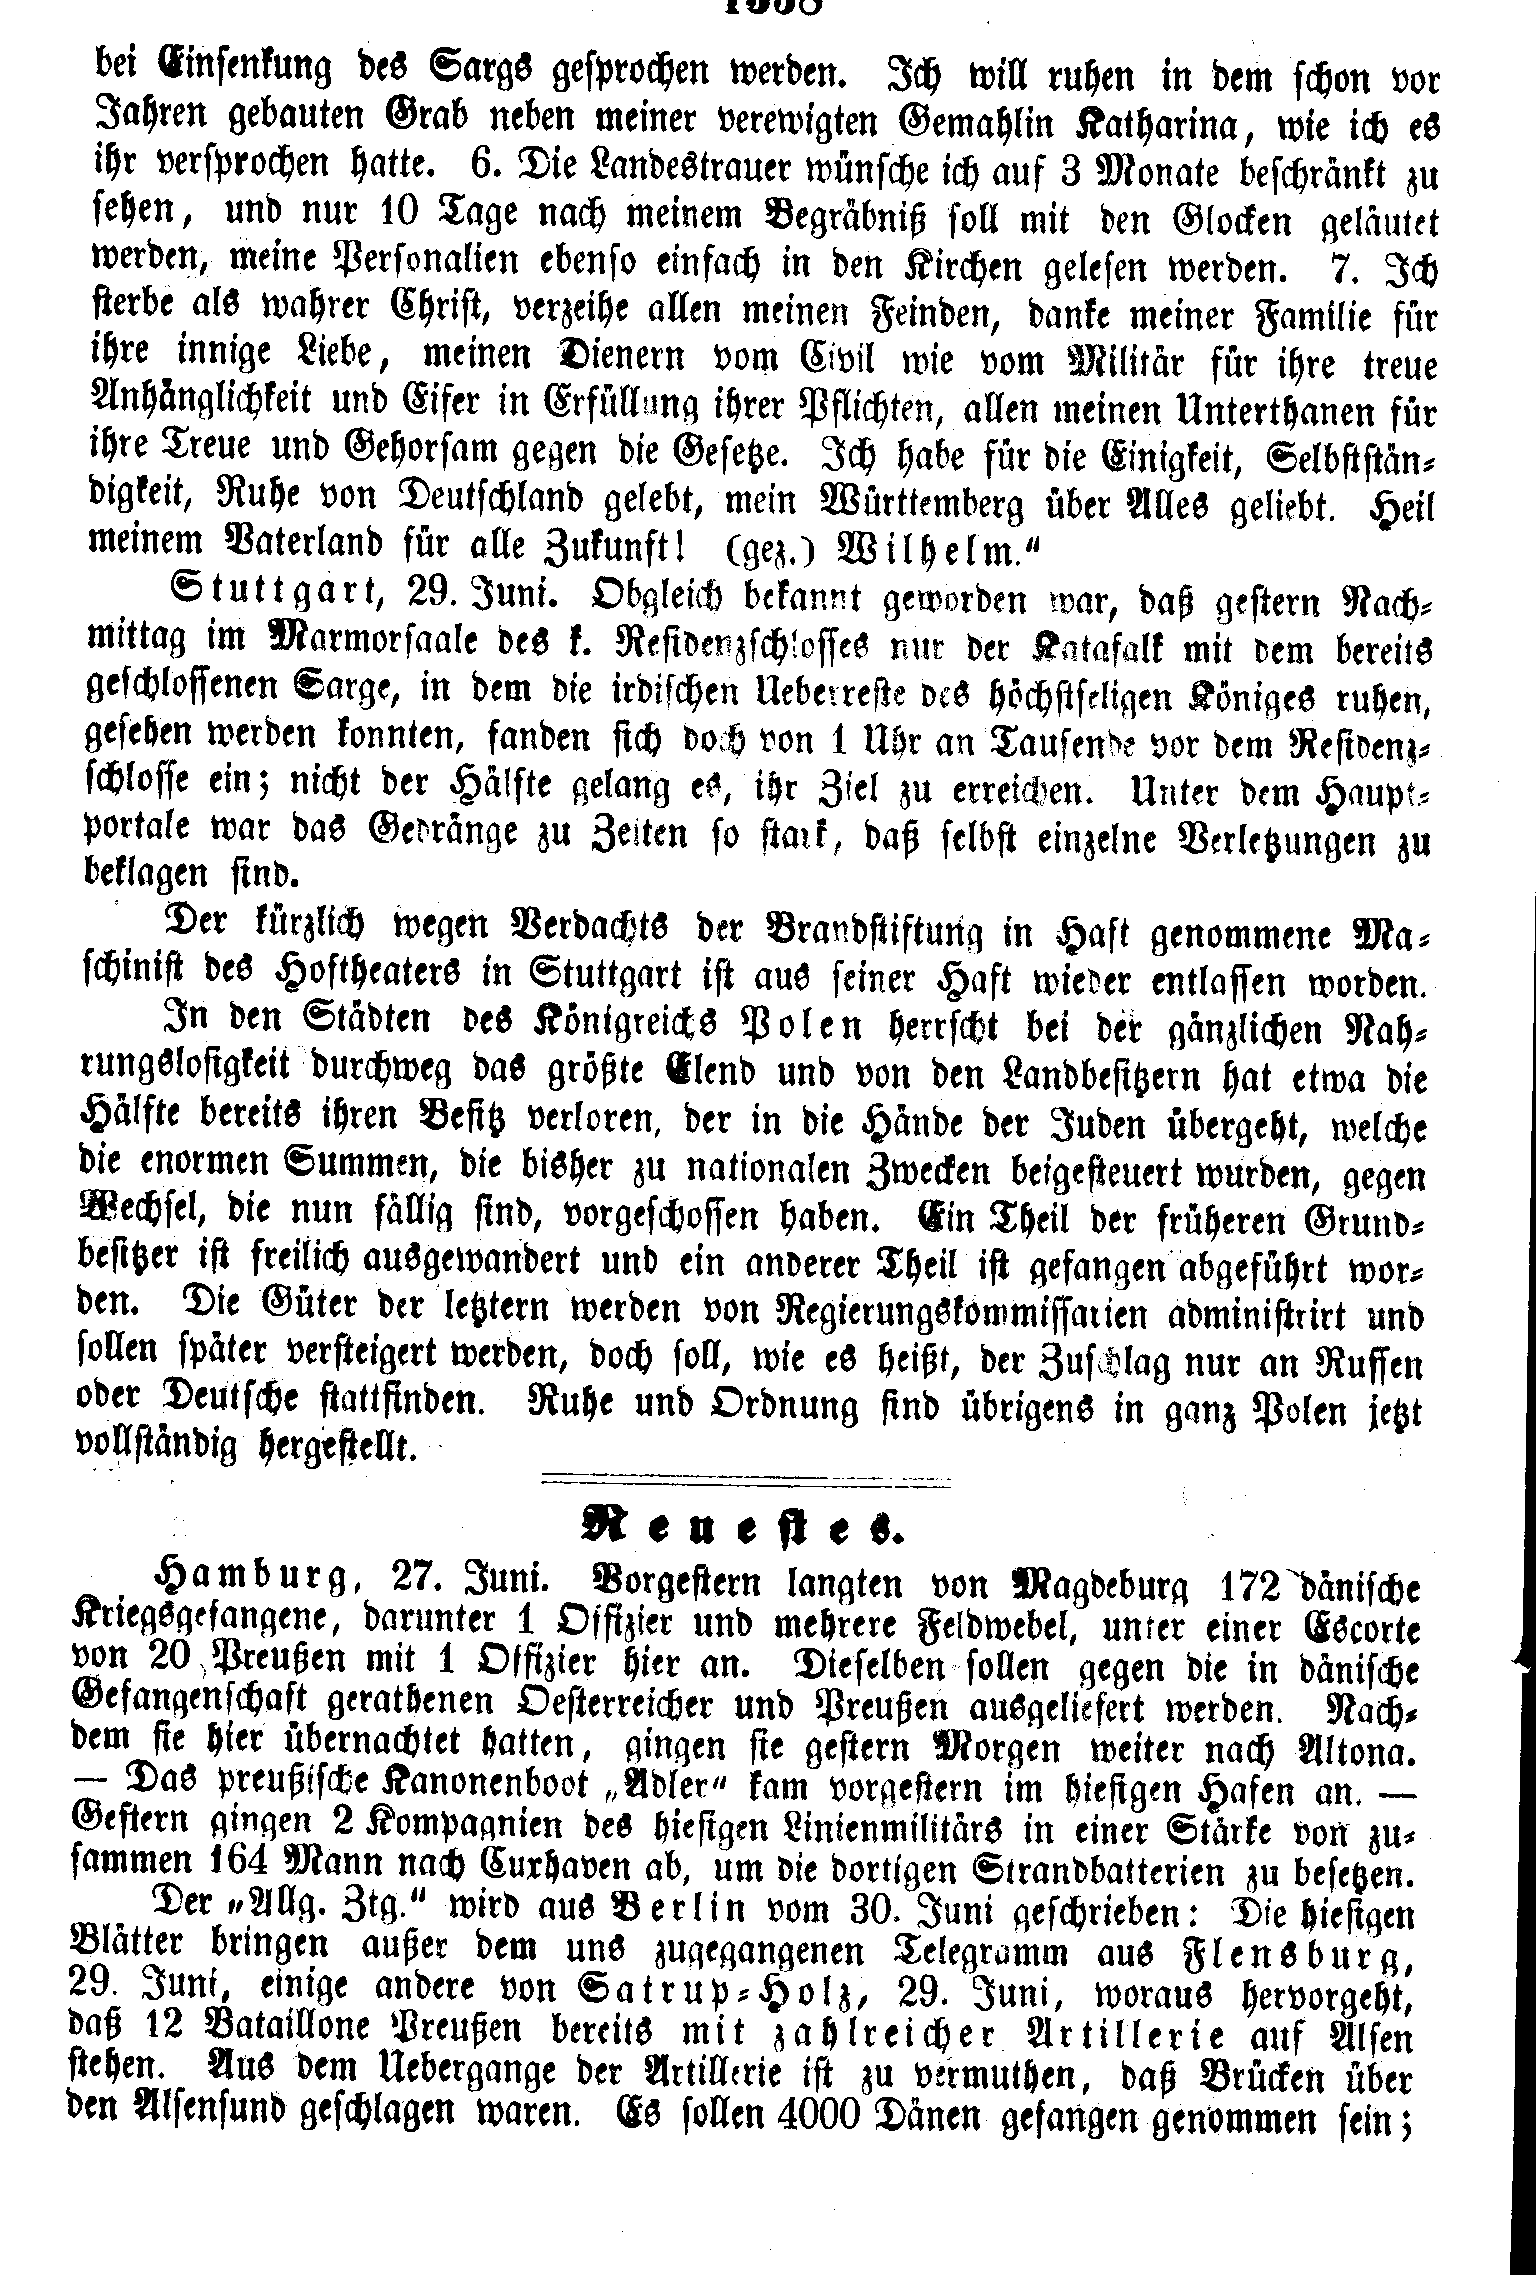 bei Einsenkung des Sargs gesprochen werden. Ich will ruhen in dem schon vor
Jahren gebauten Grab neben meiner verewigten Gemahlin Katharina, wie ich es
ihr versprochen hatte. 6. Die Landestrauer wünsche ich auf 3 Monate beschränkt zu
sehen, und nur 10 Tage nach meinem Begräbniß soll mit den Glocken geläutet
werden, meine Personalien ebenso einfach in den Kirchen gelesen werden. 7. Ich
sterbe als wahrer Christ, verzeihe allen meinen Feinden, danke meiner Familie für
ihre innige Liebe, meinen Dienern vom Civil wie vom Militär für ihre treue
Anhänglichkeit und Eifer in Erfüllung ihrer Pflichten, allen meinen Unterthanen für
ihre Treue und Gehorsam gegen die Gesetze. Ich habe für die Einigkeit, Selbststän-
digkeit, Ruhe von Deutschland gelebt, mein Württemberg über Alles geliebt. Heil
meinem Vaterland für alle Zukunft! (gez.) Wilhelm.“
Stuttgart, 29. Juni. Obgleich bekannt geworden war, daß gestern Nach-
mittag im Marmorsaale des k. Residenzschlosses nur der Katafalk mit dem bereits
geschlossenen Sarge, in dem die irdischen Ueberreste des höchstseligen Königes ruhen,
gesehen werden konnten, fanden sich doch von 1 Uhr an Tausende vor dem Residenz-
schlosse ein; nicht der Hälfte gelang es, ihr Ziel zu erreichen. Unter dem Haupt-
portale war das Gedränge zu Zeiten so stark, daß selbst einzelne Verletzungen zu
beklagen sind.
Der kürzlich wegen Verdachts der Brandstiftung in Haft genommene Ma-
schinist des Hoftheaters in Stuttgart ist aus seiner Haft wieder entlassen worden.
In den Städten des Königreichs Polen herrscht bei der gänzlichen Nah-
rungslosigkeit durchweg das größte Elend und von den Landbesitzern hat etwa die
Hälfte bereits ihren Besitz verloren, der in die Hände der Juden übergeht, welche
die enormen Summen, die bisher zu nationalen Zwecken beigesteuert wurden, gegen
Wechsel, die nun fällig sind, vorgeschossen haben. Ein Theil der früheren Grund-
besitzer ist freilich ausgewandert und ein anderer Theil ist gefangen abgeführt wor-
den. Die Güter der letztern werden von Regierungskommissarien administrirt und
sollen später versteigert werden, doch soll, wie es heißt, der Zuschlag nur an Russen
oder Deutsche stattfinden. Ruhe und Ordnung sind übrigens in ganz Polen jetzt
vollständig hergestellt.
Neuestes.
Hamburg, 27. Juni. Vorgestern langten von Magdeburg 172 dänische
Kriegsgefangene, darunter 1 Offizier und mehrere Feldwebel, unter einer Escorte
von 20 Preußen mit 1 Offizier hier an. Dieselben sollen gegen die in dänische
Gefangenschaft gerathenen Oesterreicher und Preußen ausgeliefert werden. Nach-
dem sie hier übernachtet hatten, gingen sie gestern Morgen weiter nach Altona.
— Das preußische Kanonenboot „Adler“ kam vorgestern im hiesigen Hafen an. —
Gestern gingen 2 Kompagnien des hiesigen Linienmilitärs in einer Stärke von zu-
sammen 164 Mann nach Cuxhaven ab, um die dortigen Strandbatterien zu besetzen.
Der „Allg. Ztg.“ wird aus Berlin vom 30. Juni geschrieben: Die hiesigen
Blätter bringen außer dem uns zugegangenen Telegramm aus Flensburg,
29. Juni, einige andere von Satrup-Holz, 29. Juni, woraus hervorgeht,
daß 12 Bataillone Preußen bereits mit zahlreicher Artillerie auf Alsen
stehen. Aus dem Uebergange der Artillerie ist zu vermuthen, daß Brücken über
den Alsensund geschlagen waren. Es sollen 4000 Dänen gefangen genommen sein;